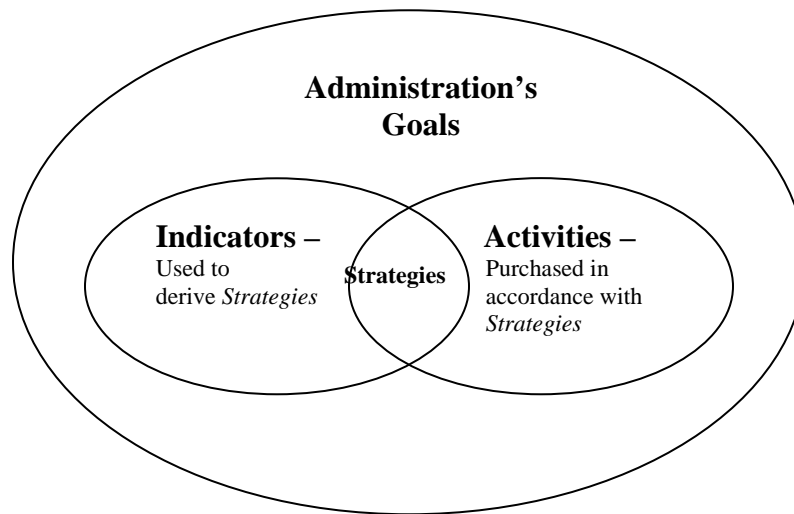 Administration’s
Goals
Indicators –
Used to
derive Strategies
Strategies
Activities –
Purchased in
accordance with
Strategies